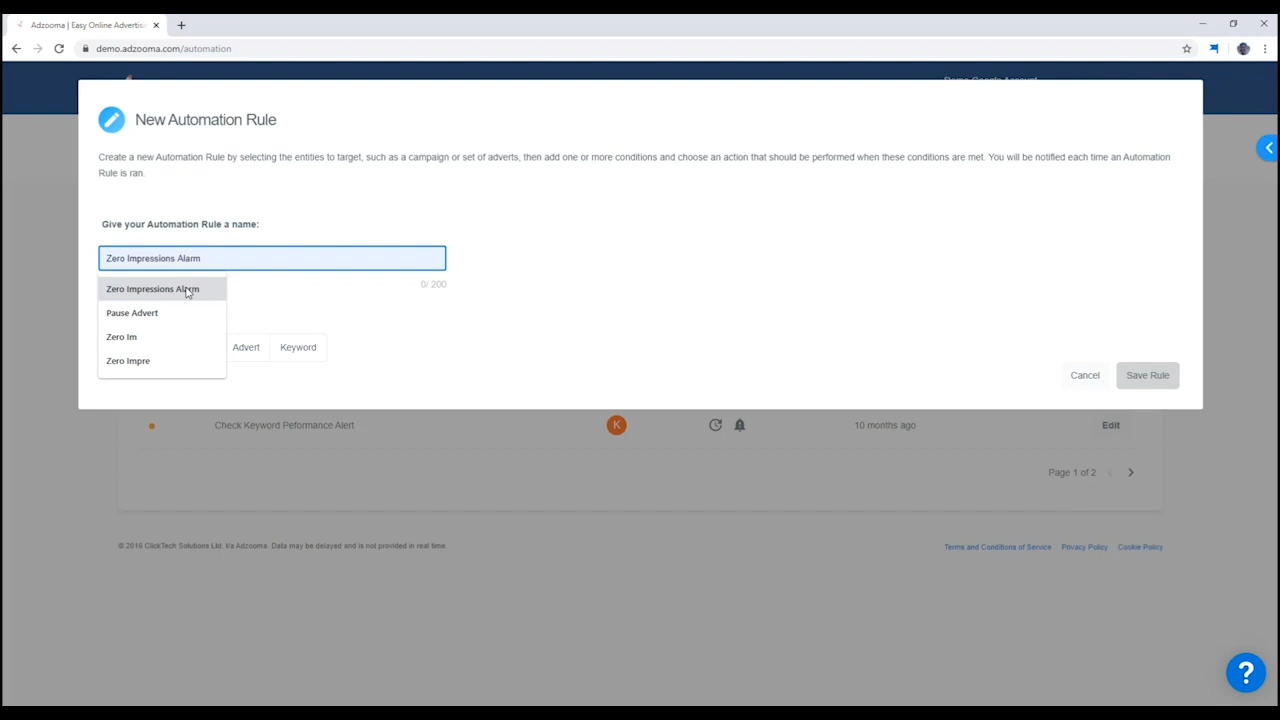 Adzooma | Easy Online Advertisi
demo.adzooma.com/automation
Demo Google Account
New Automation Rule
Create a new Automation Rule by selecting the entities to target, such as a campaign or set of adverts, then add one or more conditions and choose an action that should be performed when these conditions are met. You will be notified each time an Automation
Rule is ran.
Give your Automation Rule a name:
Zero Impressions Alarm
0/ 200
Zero Impressions Alarm
Pause Advert
Zero Im
Zero Impre
Advert Keyword
Cancel Save Rule
Check Keyword Peformance Alert K 10 months ago Edit
Page 1 of 2
© 2016 ClickTech Solutions Ltd. t/a Adzooma. Data may be delayed and is not provided in real time. Terms and Conditions of Service Privacy Policy Cookie Policy
?